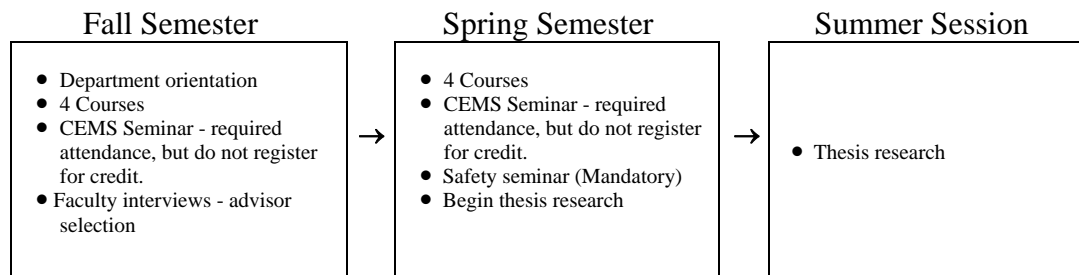 Fall Semester
● Department orientation
● 4 Courses
● CEMS Seminar - required
attendance, but do not register
for credit.
● Faculty interviews - advisor
selection
→
Spring Semester
● 4 Courses
● CEMS Seminar - required
attendance, but do not register
for credit.
● Safety seminar (Mandatory)
● Begin thesis research
→
Summer Session
● Thesis research